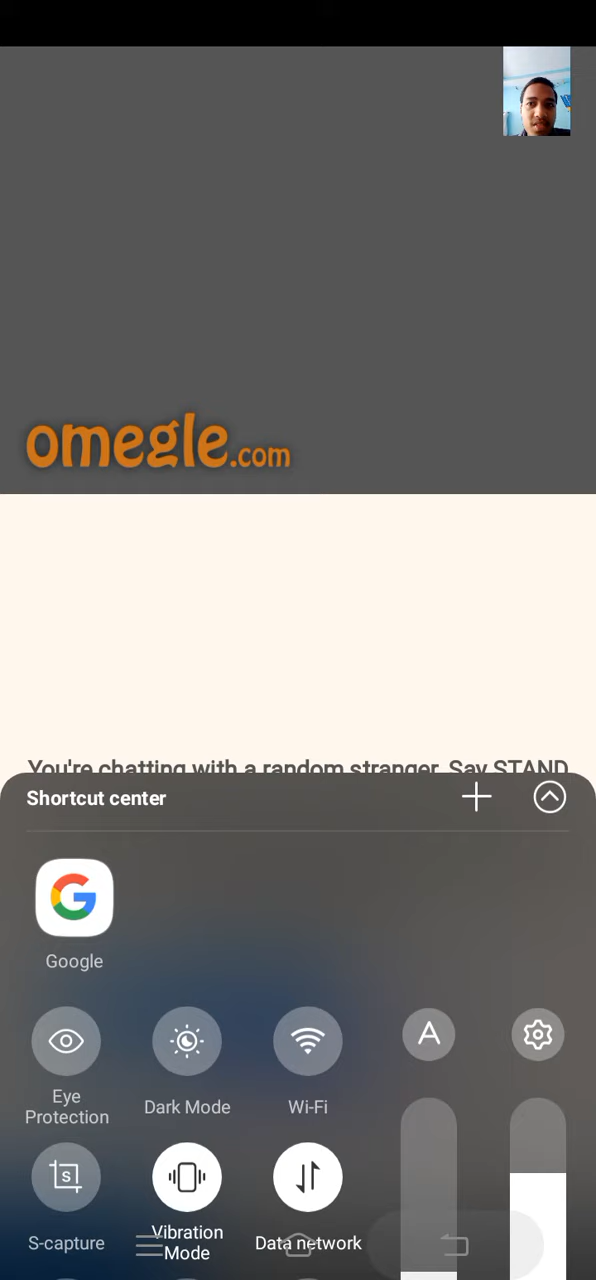 omegle.com
You're chatting with a random stranger. Say STAND
Shortcut center
Google
A
Eye
Protection
Dark Mode
Wi-Fi
S
S-capture
Vibration
Mode
Data network